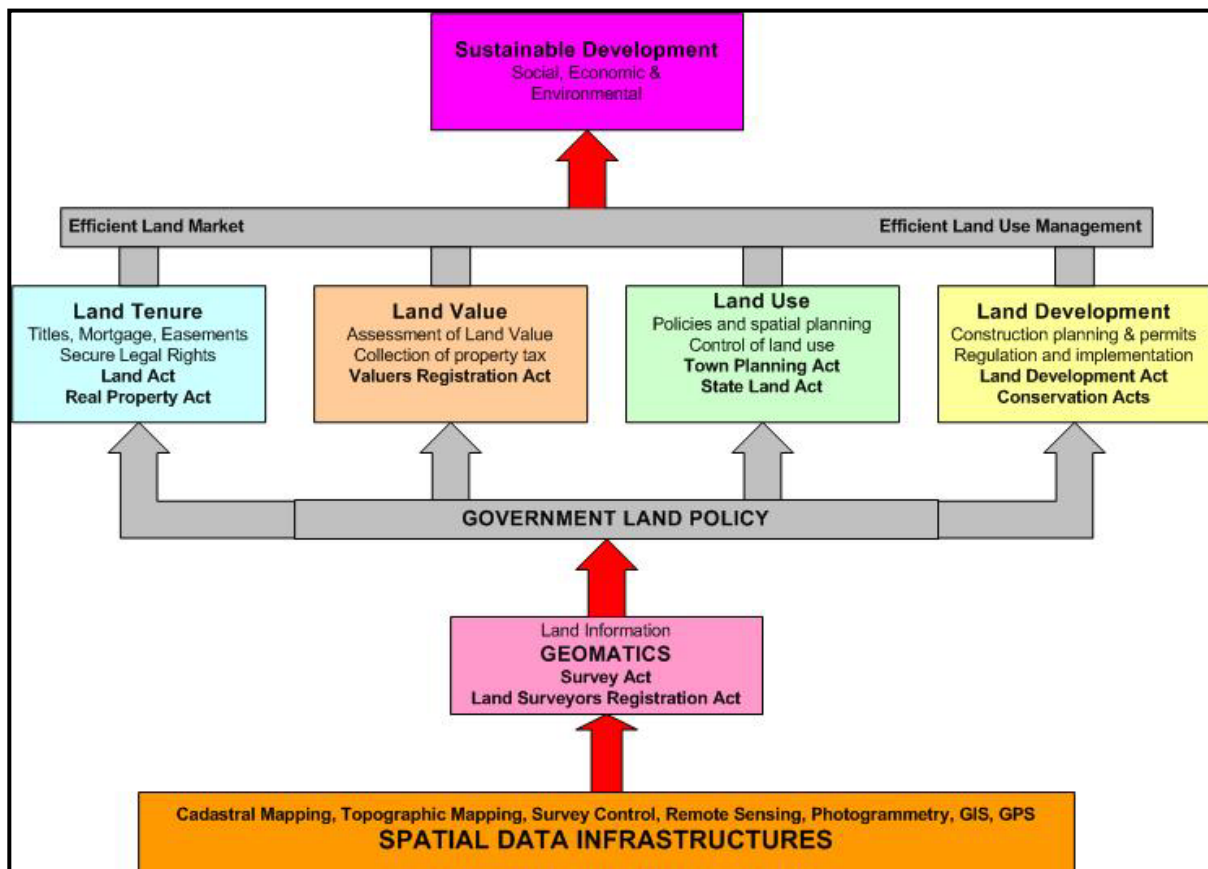 Sustainable Development
Social, Economic &
Environmental
Efficient Land Market
Efficient Land Use Management
Land Tenure
Titles, Mortgage, Easements
Secure Legal Rights
Land Act
Real Property Act
Land Value
Assessment of Land Value
Collection of property tax
Valuers Registration Act
Land Use
Policies and spatial planning
Control of land use
Town Planning Act
State Land Act
Land Development
Construction planning & permits
Regulation and implementation
Land Development Act
Conservation Acts
GOVERNMENT LAND POLICY
Land Information
GEOMATICS
Survey Act
Land Surveyors Registration Act
Cadastral Mapping, Topographic Mapping, Survey Control, Remote Sensing, Photogrammetry, GIS, GPS
SPATIAL DATA INFRASTRUCTURES